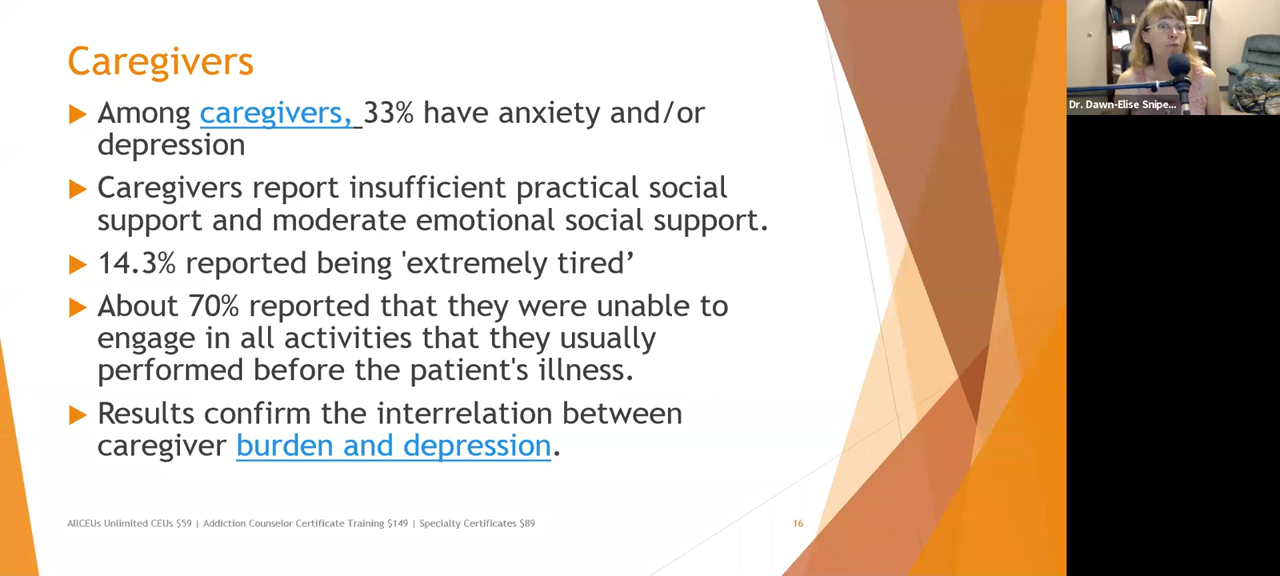 Caregivers
Among caregivers, 33% have anxiety and/or
depression
Caregivers report insufficient practical social
support and moderate emotional social support.
14.3% reported being 'extremely tired’
About 70% reported that they were unable to
engage in all activities that they usually
performed before the patient's illness.
Results confirm the interrelation between
caregiver burden and depression.
AllCEUs Unlimited CEUs $59 | Addiction Counselor Certificate Training $149 | Specialty Certificates $89
16
Dr. Dawn-Elise Snipe...